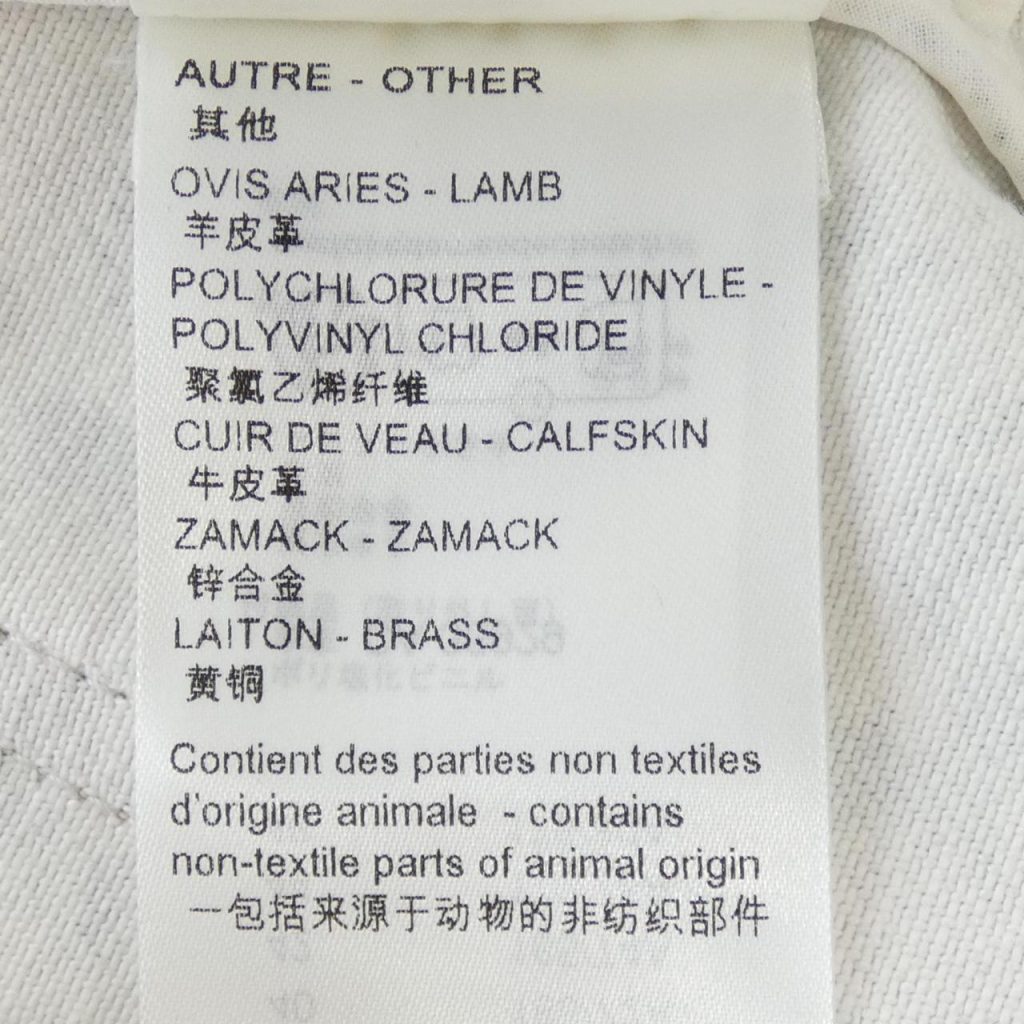 AUTRE - OTHER
其他
OVIS ARIES - LAMB
羊皮革
POLYCHLORURE DE VINYLE -
POLYVINYL CHLORIDE
聚氯乙烯纤维
CUIR DE VEAU - CALFSKIN
牛皮革
ZAMACK - ZAMACK
锌合金
LAITON - BRASS
黄铜
Contient des parties non textiles
d'origine animale - contains
non-textile parts of animal origin
一包括来源于动物的非纺织部件